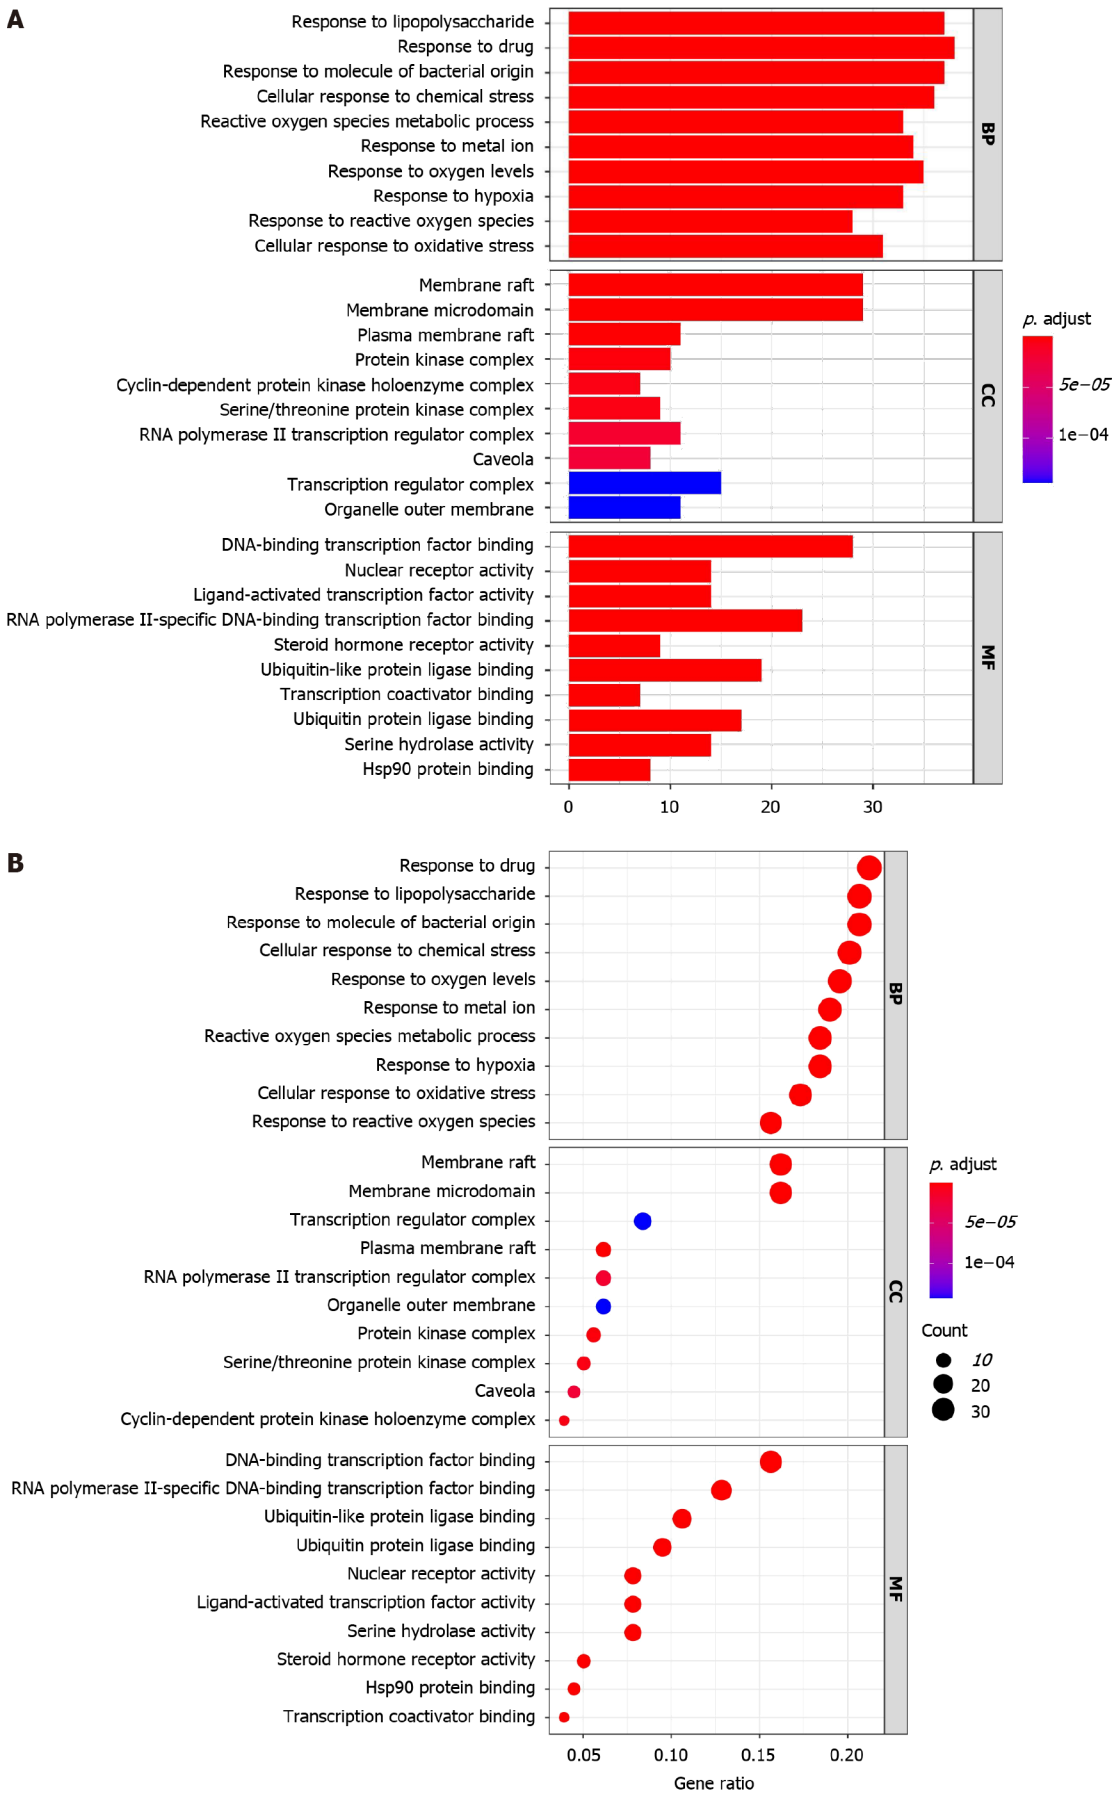 A
Response to lipopolysaccharide
Response to drug
Response to molecule of bacterial origin
Cellular response to chemical stress
Reactive oxygen species metabolic process
Response to metal ion
Response to oxygen levels
Response to hypoxia
Response to reactive oxygen species
Cellular response to oxidative stress
BP
Membrane raft
Membrane microdomain
Plasma membrane raft
Protein kinase complex
Cyclin-dependent protein kinase holoenzyme complex
Serine/threonine protein kinase complex
RNA polymerase II transcription regulator complex
Caveola
Transcription regulator complex
Organelle outer membrane
CC
p. adjust
5e−05
1e−04
DNA-binding transcription factor binding
Nuclear receptor activity
Ligand-activated transcription factor activity
RNA polymerase II-specific DNA-binding transcription factor binding
Steroid hormone receptor activity
Ubiquitin-like protein ligase binding
Transcription coactivator binding
Ubiquitin protein ligase binding
Serine hydrolase activity
Hsp90 protein binding
MF
0 10 20 30
B
Response to drug
Response to lipopolysaccharide
Response to molecule of bacterial origin
Cellular response to chemical stress
Response to oxygen levels
Response to metal ion
Reactive oxygen species metabolic process
Response to hypoxia
Cellular response to oxidative stress
Response to reactive oxygen species
BP
Membrane raft
Membrane microdomain
Transcription regulator complex
Plasma membrane raft
RNA polymerase II transcription regulator complex
Organelle outer membrane
Protein kinase complex
Serine/threonine protein kinase complex
Caveola
Cyclin-dependent protein kinase holoenzyme complex
CC
p. adjust
5e−05
1e−04
Count
10
20
30
DNA-binding transcription factor binding
RNA polymerase II-specific DNA-binding transcription factor binding
Ubiquitin-like protein ligase binding
Ubiquitin protein ligase binding
Nuclear receptor activity
Ligand-activated transcription factor activity
Serine hydrolase activity
Steroid hormone receptor activity
Hsp90 protein binding
Transcription coactivator binding
MF
0.05 0.10 0.15 0.20
Gene ratio